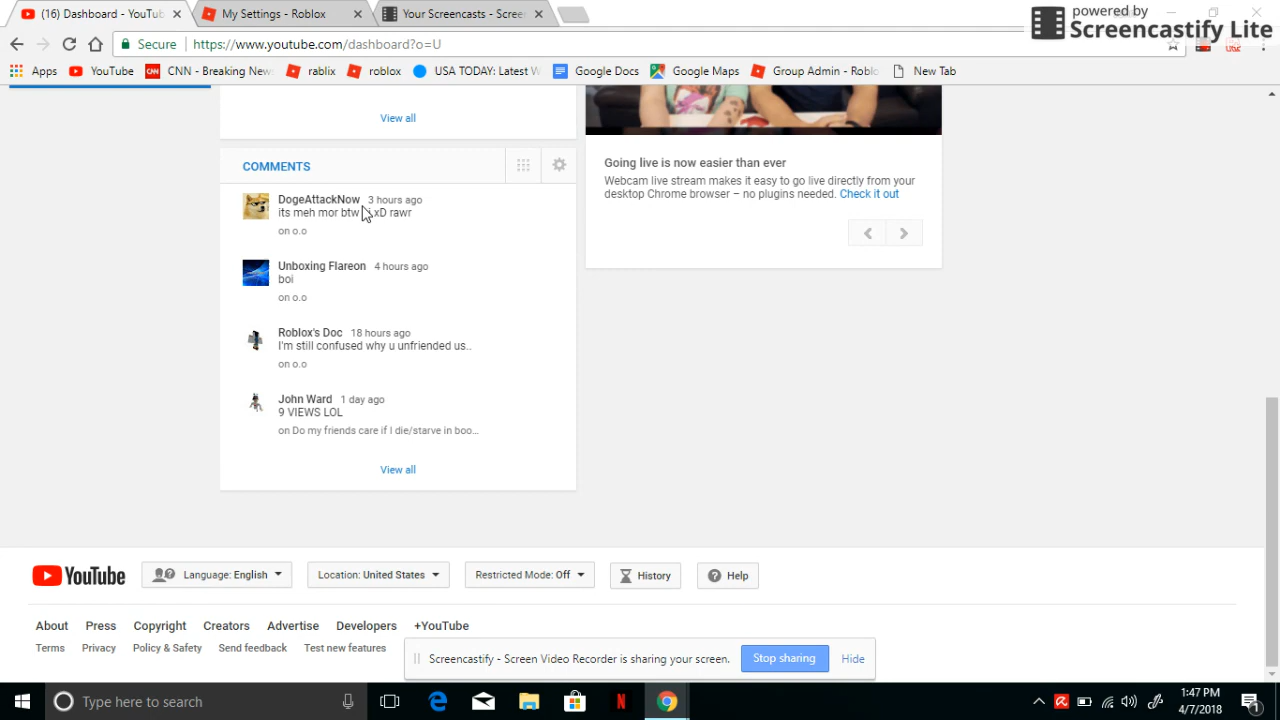 (16) Dashboard - YouTub
My Settings - Roblox
Your Screencasts - Scree
powered by
Screencastify Lite
Secure
https://www.youtube.com/dashboard?o=U
Apps
YouTube
CNN - Breaking New
rablix
roblox
USA TODAY: Latest W
Google Docs
Google Maps
Group Admin - Roblo
New Tab
View all
COMMENTS
DogeAttackNow 3 hours ago
its meh mor btw xD rawr
on o.o
Unboxing Flareon 4 hours ago
boi
on o.o
Roblox's Doc 18 hours ago
I'm still confused why u unfriended us..
on o.o
John Ward 1 day ago
9 VIEWS LOL
on Do my friends care if I die/starve in boo...
View all
Going live is now easier than ever
Webcam live stream makes it easy to go live directly from your
desktop Chrome browser – no plugins needed. Check it out
YouTube
Language: English
Location: United States
Restricted Mode: Off
History
Help
About Press Copyright Creators Advertise Developers +YouTube
Terms Privacy Policy & Safety Send feedback Test new features
Screencastify - Screen Video Recorder is sharing your screen.
Stop sharing
Hide
Type here to search
1:47 PM
4/7/2018
1